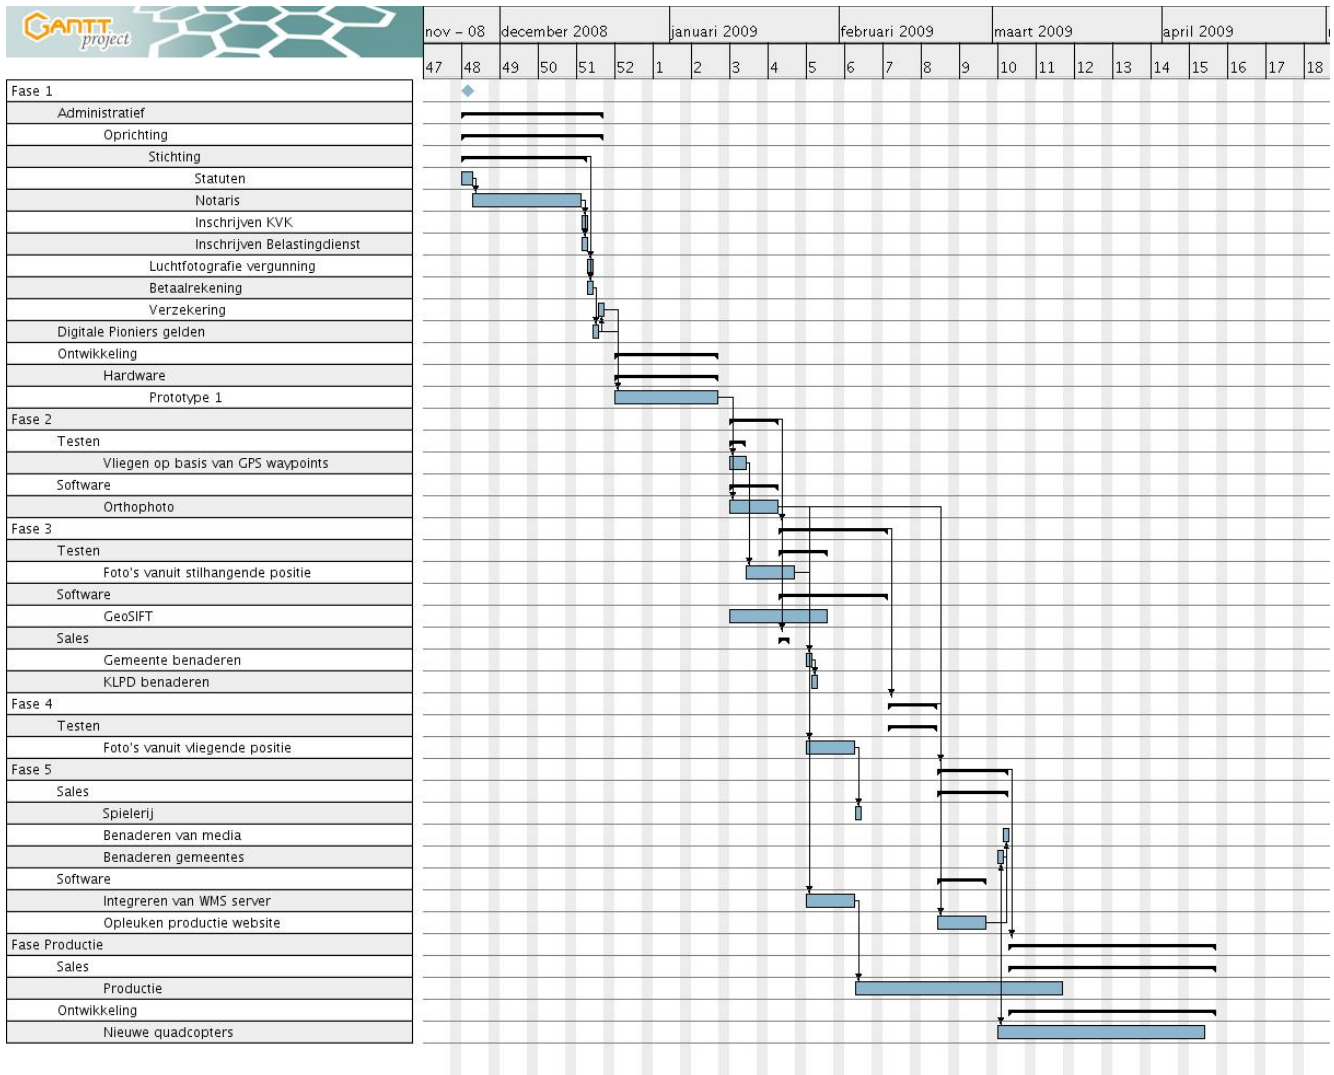 GANTT
project
nov – 08 december 2008 januari 2009 februari 2009 maart 2009 april 2009
47 48 49 50 51 52 1 2 3 4 5 6 7 8 9 10 11 12 13 14 15 16 17 18
Fase 1
Administratief
Oprichting
Stichting
Statuten
Notaris
Inschrijven KVK
Inschrijven Belastingdienst
Luchtfotografie vergunning
Betaalrekening
Verzekering
Digitale Pioniers gelden
Ontwikkeling
Hardware
Prototype 1
Fase 2
Testen
Vliegen op basis van GPS waypoints
Software
Orthophoto
Fase 3
Testen
Foto's vanuit stilhangende positie
Software
GeoSIFT
Sales
Gemeente benaderen
KLPD benaderen
Fase 4
Testen
Foto's vanuit vliegende positie
Fase 5
Sales
Spielerij
Benaderen van media
Benaderen gemeentes
Software
Integreren van WMS server
Opleuken productie website
Fase Productie
Sales
Productie
Ontwikkeling
Nieuwe quadcopters